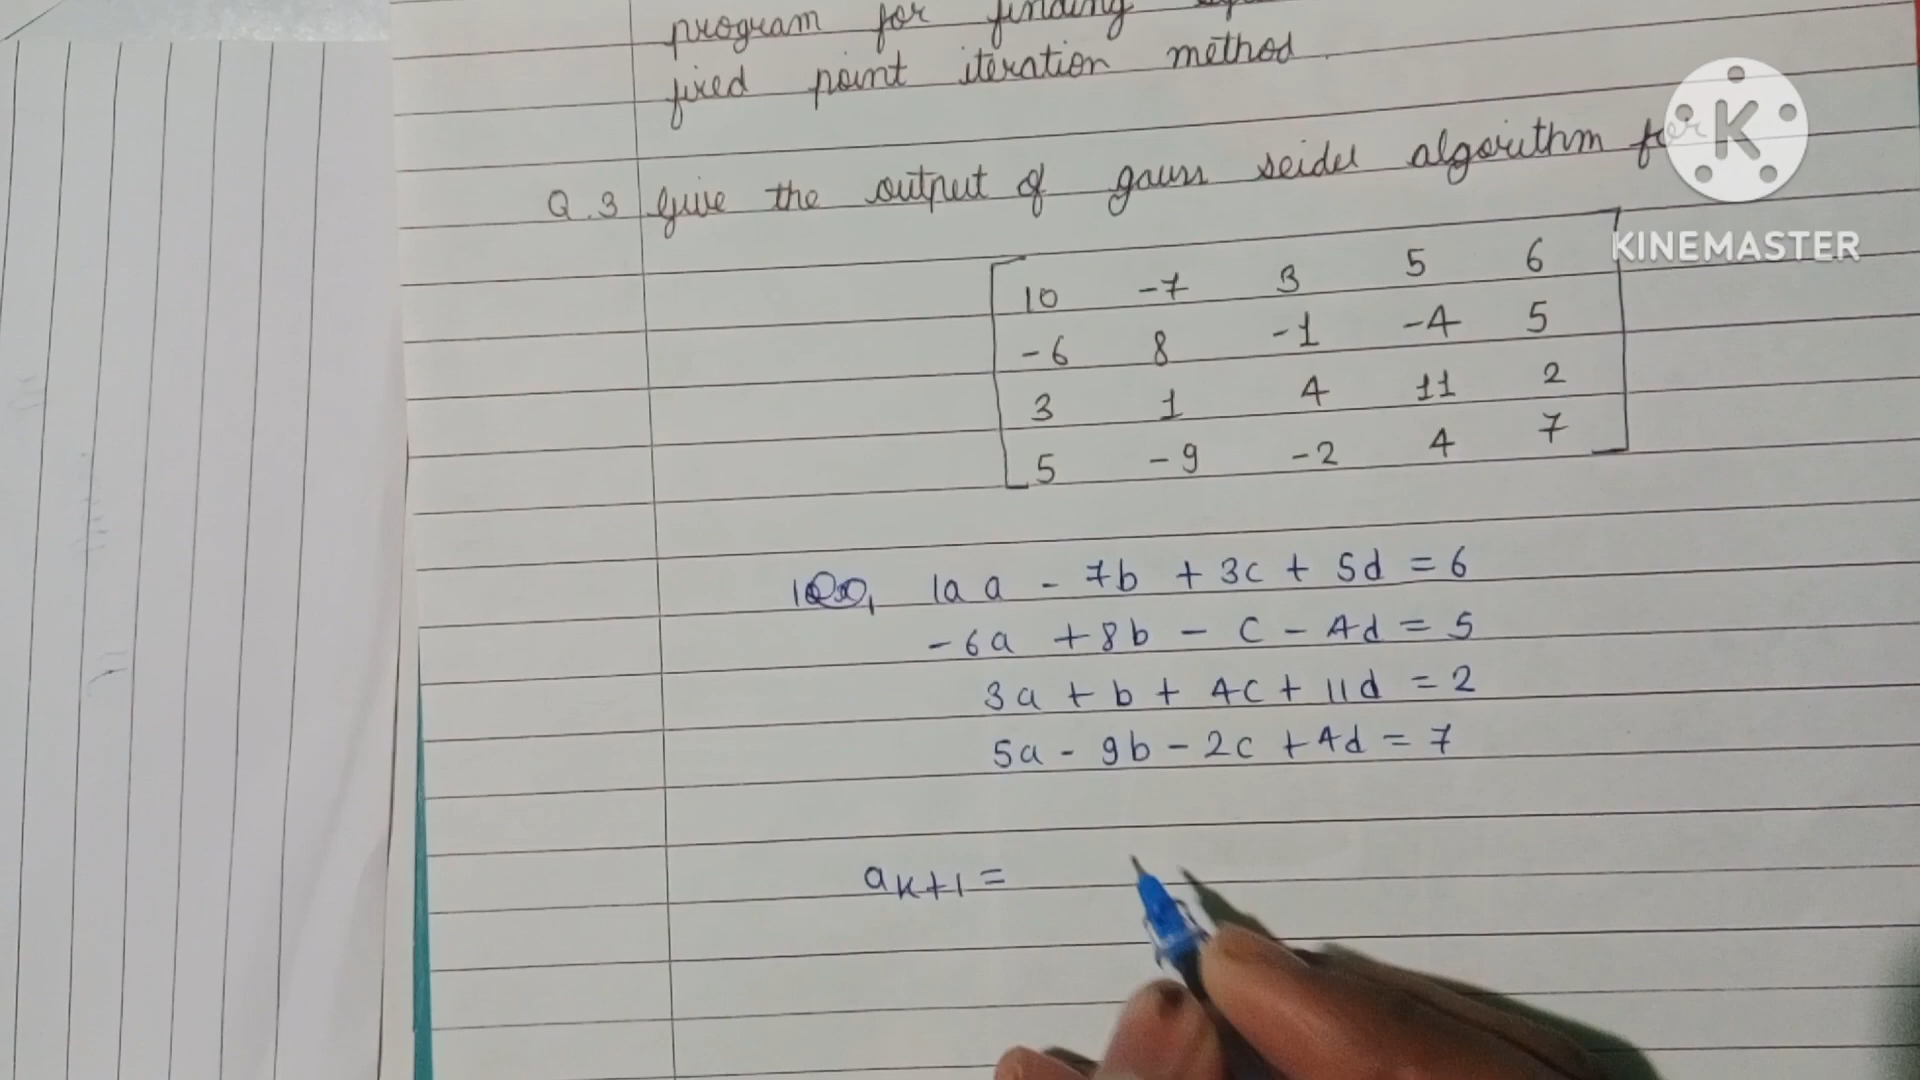 program for finding
fixed point iteration method.
Q.3 Give the output of gauss seidel algorithm for
10 -7 3 5 6
-6 8 -1 -4 5
3 1 4 11 2
5 -9 -2 4 7
K
KINEMASTER
10 a - 7b + 3c + 5d = 6
-6a + 8b - c - 4d = 5
3a + b + 4c + 11d = 2
5a - 9b - 2c + 4d = 7
a k+1 =